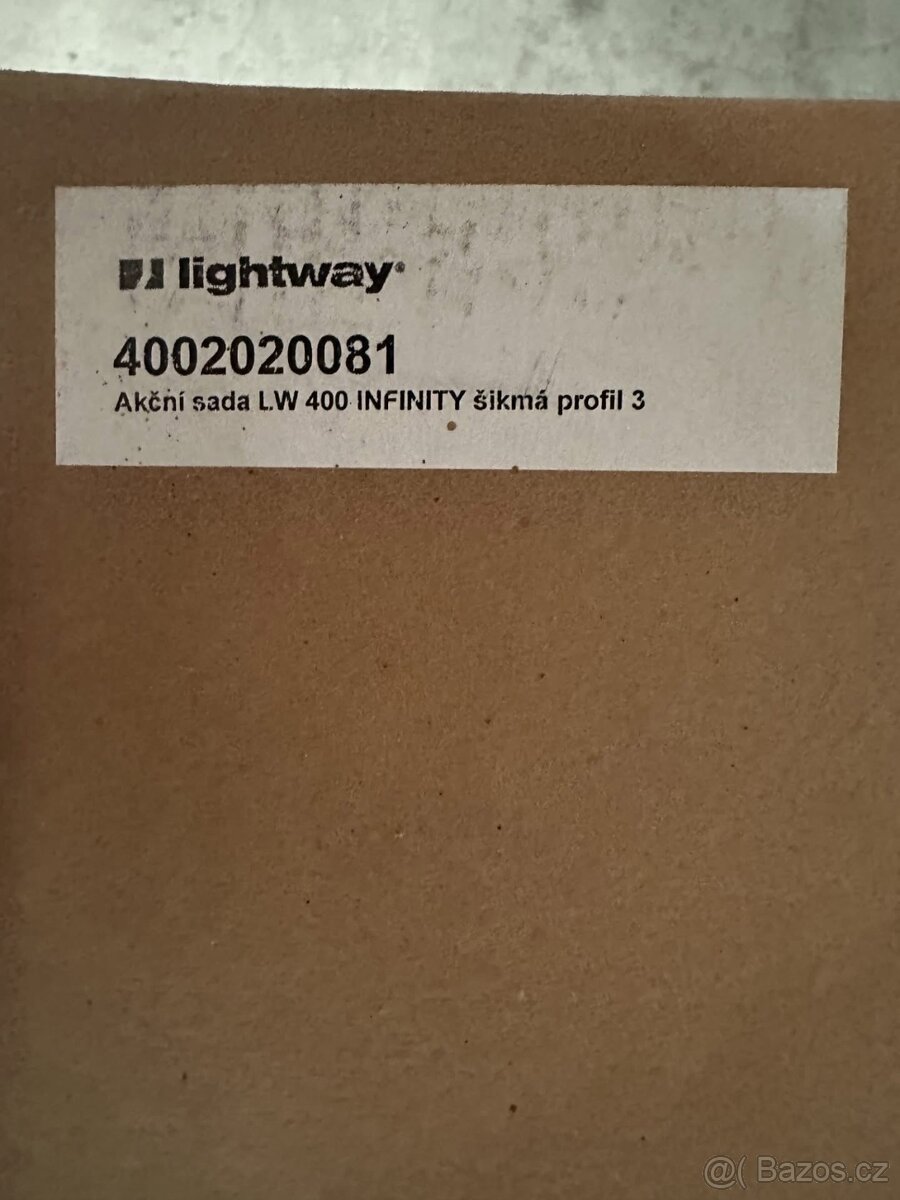 lightway®
4002020081
Akční sada LW 400 INFINITY šikmá profil 3
@( Bazos.cz